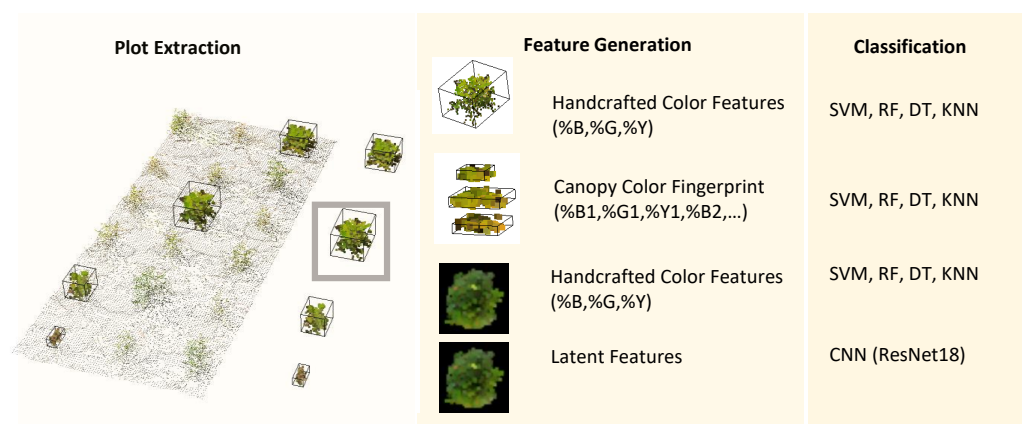 Plot Extraction
Feature Generation
Classification
Handcrafted Color Features
(%B,%G,%Y)
SVM, RF, DT, KNN
Canopy Color Fingerprint
(%B1,%G1,%Y1,%B2,...)
SVM, RF, DT, KNN
Handcrafted Color Features
(%B,%G,%Y)
SVM, RF, DT, KNN
Latent Features
CNN (ResNet18)